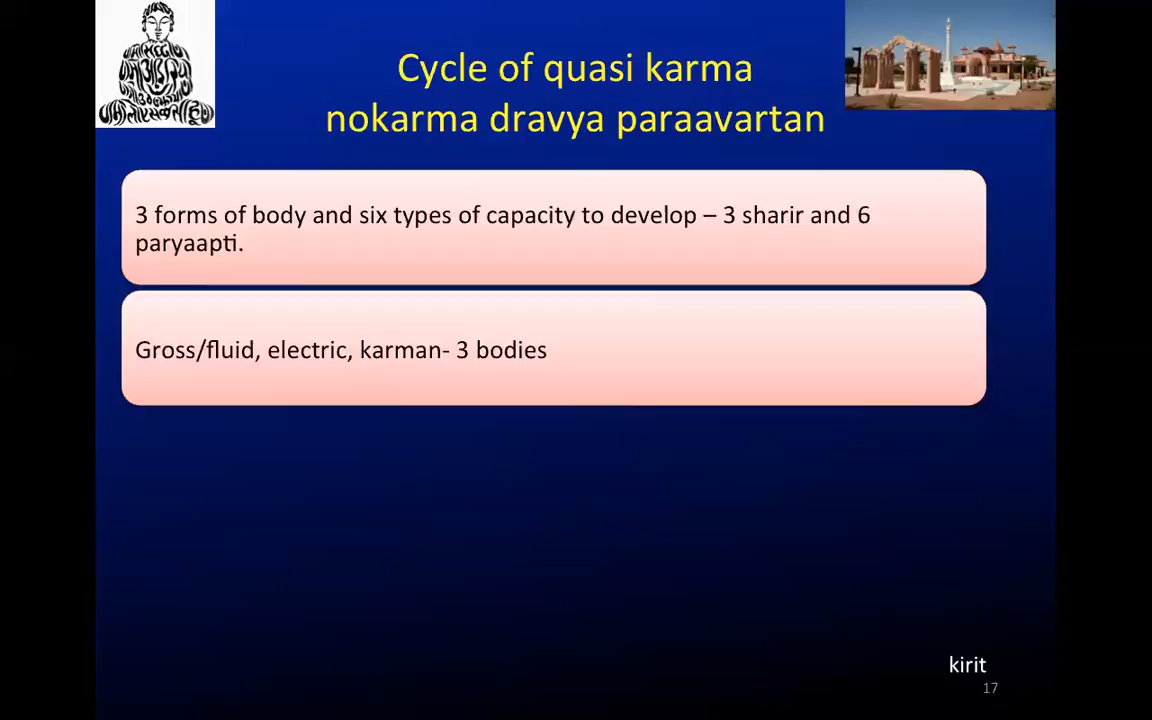 Cycle of quasi karma
nokarma dravya paraavartan
3 forms of body and six types of capacity to develop – 3 sharir and 6
paryaapti.
Gross/fluid, electric, karman- 3 bodies
kirit
17